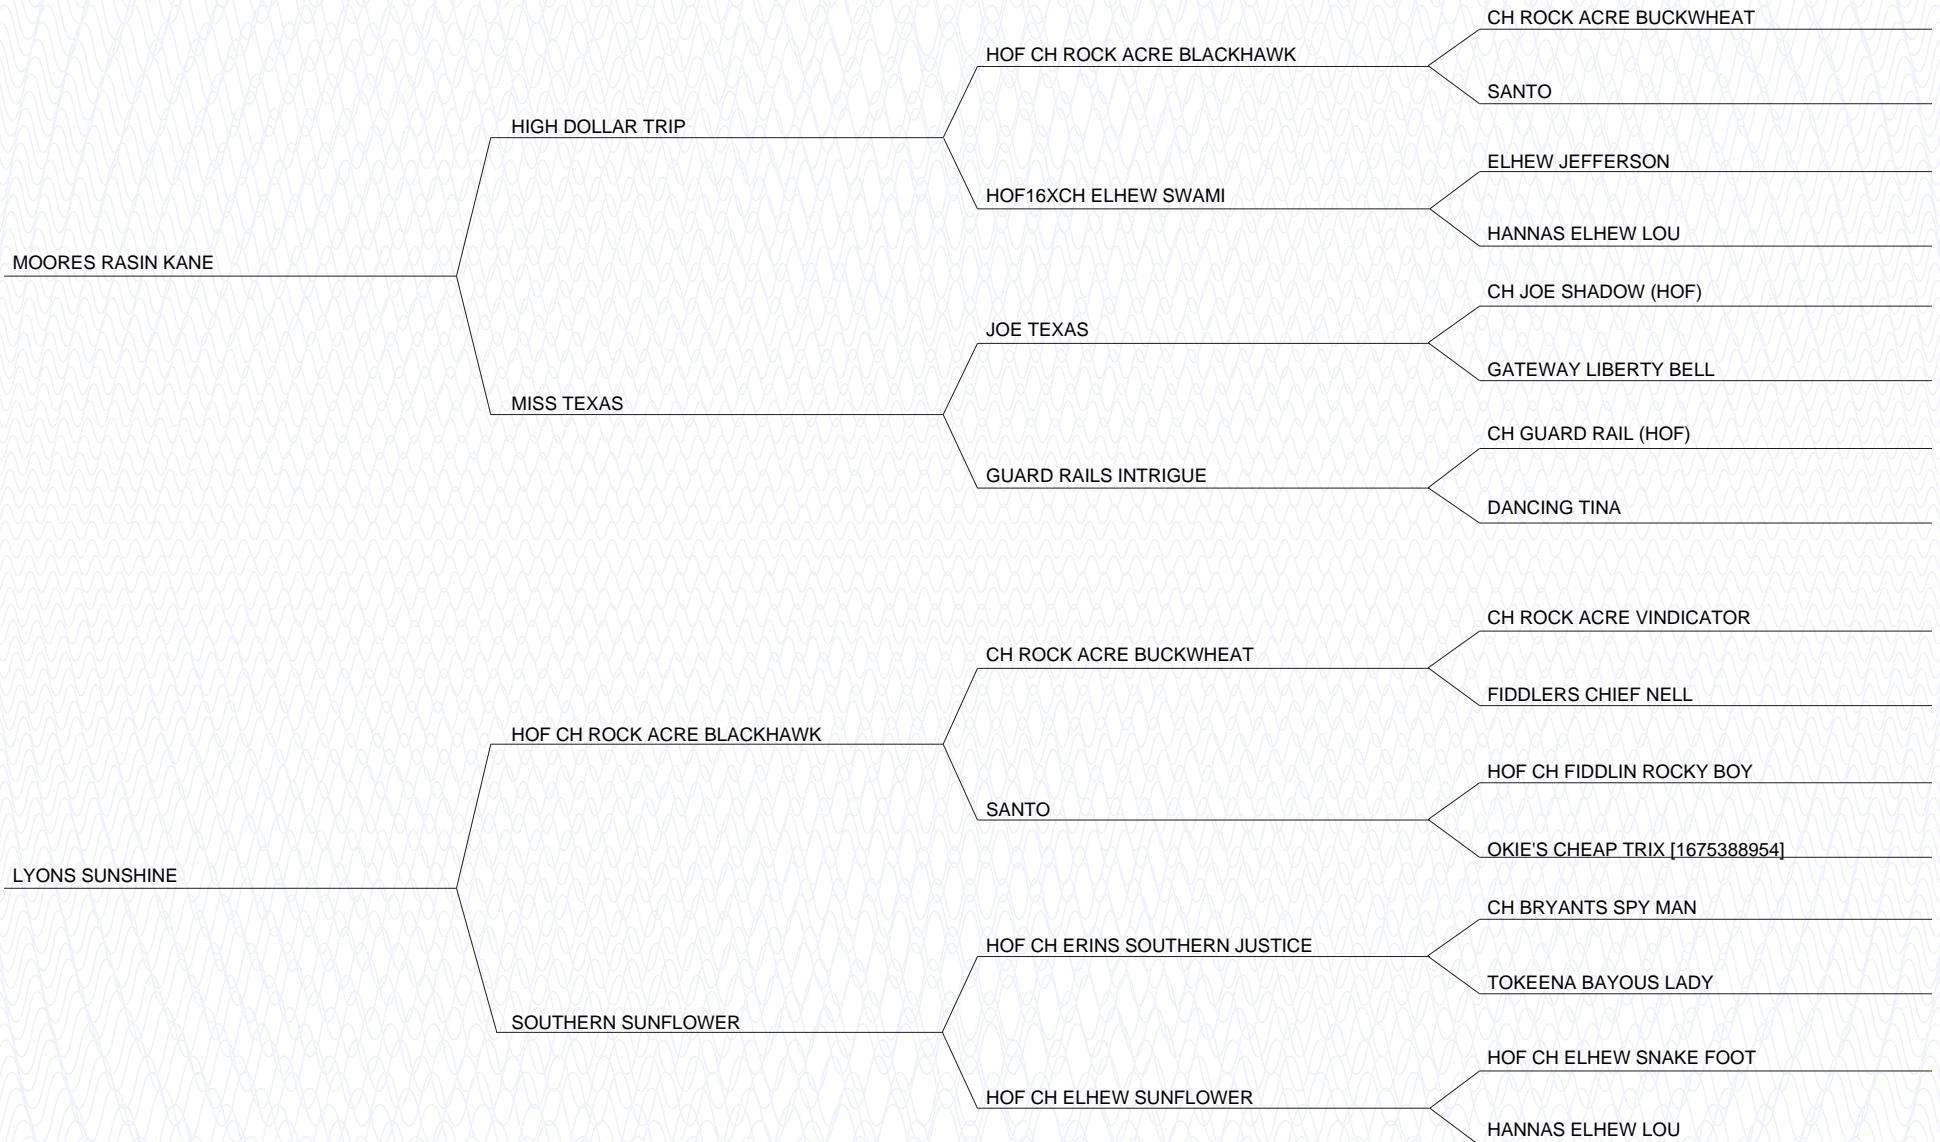 CH ROCK ACRE BUCKWHEAT
HOF CH ROCK ACRE BLACKHAWK
SANTO
HIGH DOLLAR TRIP
ELHEW JEFFERSON
HOF16XCH ELHEW SWAMI
HANNAS ELHEW LOU
MOORES RASIN KANE
CH JOE SHADOW (HOF)
JOE TEXAS
GATEWAY LIBERTY BELL
MISS TEXAS
CH GUARD RAIL (HOF)
GUARD RAILS INTRIGUE
DANCING TINA
CH ROCK ACRE VINDICATOR
CH ROCK ACRE BUCKWHEAT
FIDDLERS CHIEF NELL
HOF CH ROCK ACRE BLACKHAWK
HOF CH FIDDLIN ROCKY BOY
SANTO
OKIE'S CHEAP TRIX [1675388954]
LYONS SUNSHINE
CH BRYANTS SPY MAN
HOF CH ERINS SOUTHERN JUSTICE
TOKEENA BAYOUS LADY
SOUTHERN SUNFLOWER
HOF CH ELHEW SNAKE FOOT
HOF CH ELHEW SUNFLOWER
HANNAS ELHEW LOU